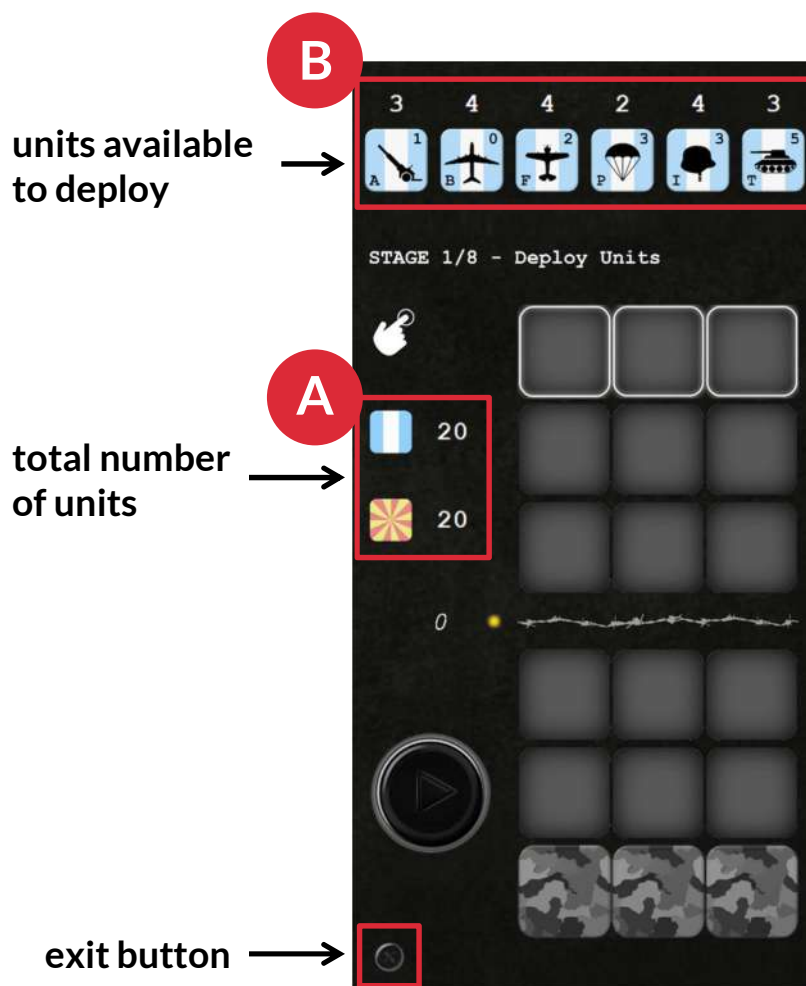 B
3 4 4 2 4 3
units available
to deploy
1 0 2 3 3 5
A B F P I T
STAGE 1/8 - Deploy Units
A
20
total number
of units
20
0
exit button